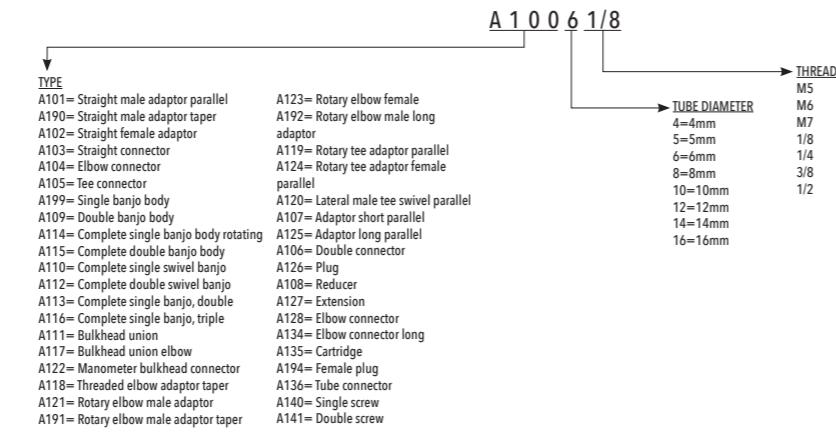 A 1 0 0 6 1/8
TYPE
A101= Straight male adaptor parallel
A190= Straight male adaptor taper
A102= Straight female adaptor
A103= Straight connector
A104= Elbow connector
A105= Tee connector
A199= Single banjo body
A109= Double banjo body
A114= Complete single banjo body rotating
A115= Complete double banjo body
A110= Complete single swivel banjo
A112= Complete double swivel banjo
A113= Complete single banjo, double
A116= Complete single banjo, triple
A111= Bulkhead union
A117= Bulkhead union elbow
A122= Manometer bulkhead connector
A118= Threaded elbow adaptor taper
A121= Rotary elbow male adaptor
A191= Rotary elbow male adaptor taper
A123= Rotary elbow female
A192= Rotary elbow male long
adaptor
A119= Rotary tee adaptor parallel
A124= Rotary tee adaptor female
parallel
A120= Lateral male tee swivel parallel
A107= Adaptor short parallel
A125= Adaptor long parallel
A106= Double connector
A126= Plug
A108= Reducer
A127= Extension
A128= Elbow connector
A134= Elbow connector long
A135= Cartridge
A194= Female plug
A136= Tube connector
A140= Single screw
A141= Double screw
TUBE DIAMETER
4=4mm
5=5mm
6=6mm
8=8mm
10=10mm
12=12mm
14=14mm
16=16mm
THREAD
M5
M6
M7
1/8
1/4
3/8
1/2